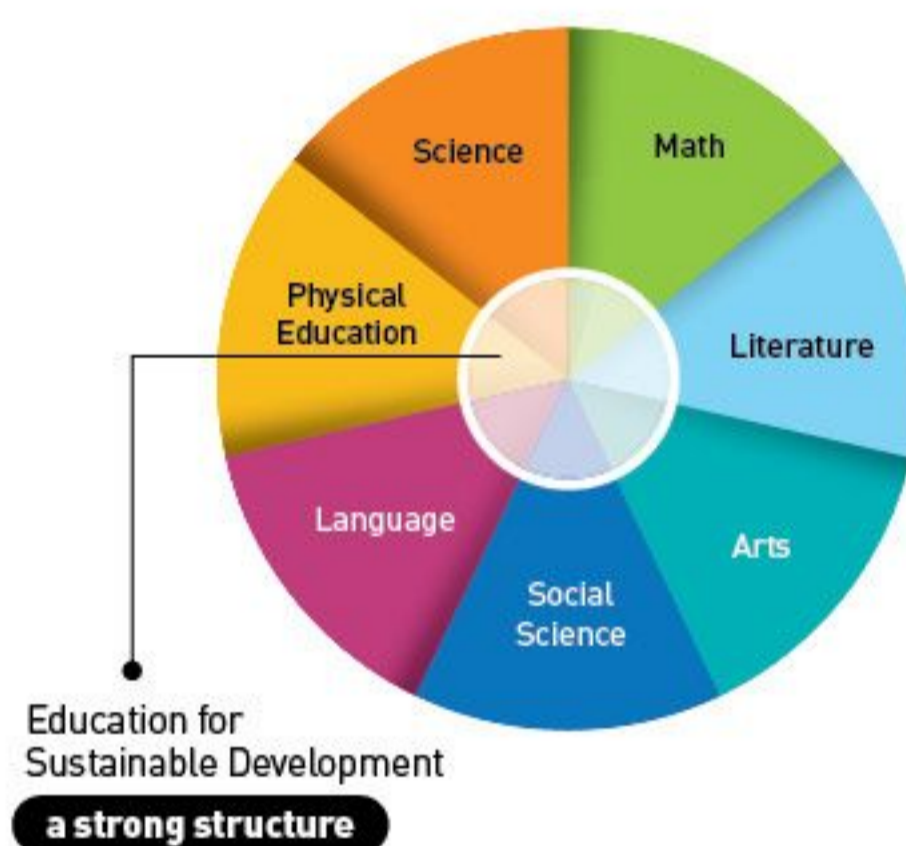 Science
Math
Physical
Education
Literature
Language
Arts
Social
Science
Education for
Sustainable Development
a strong structure